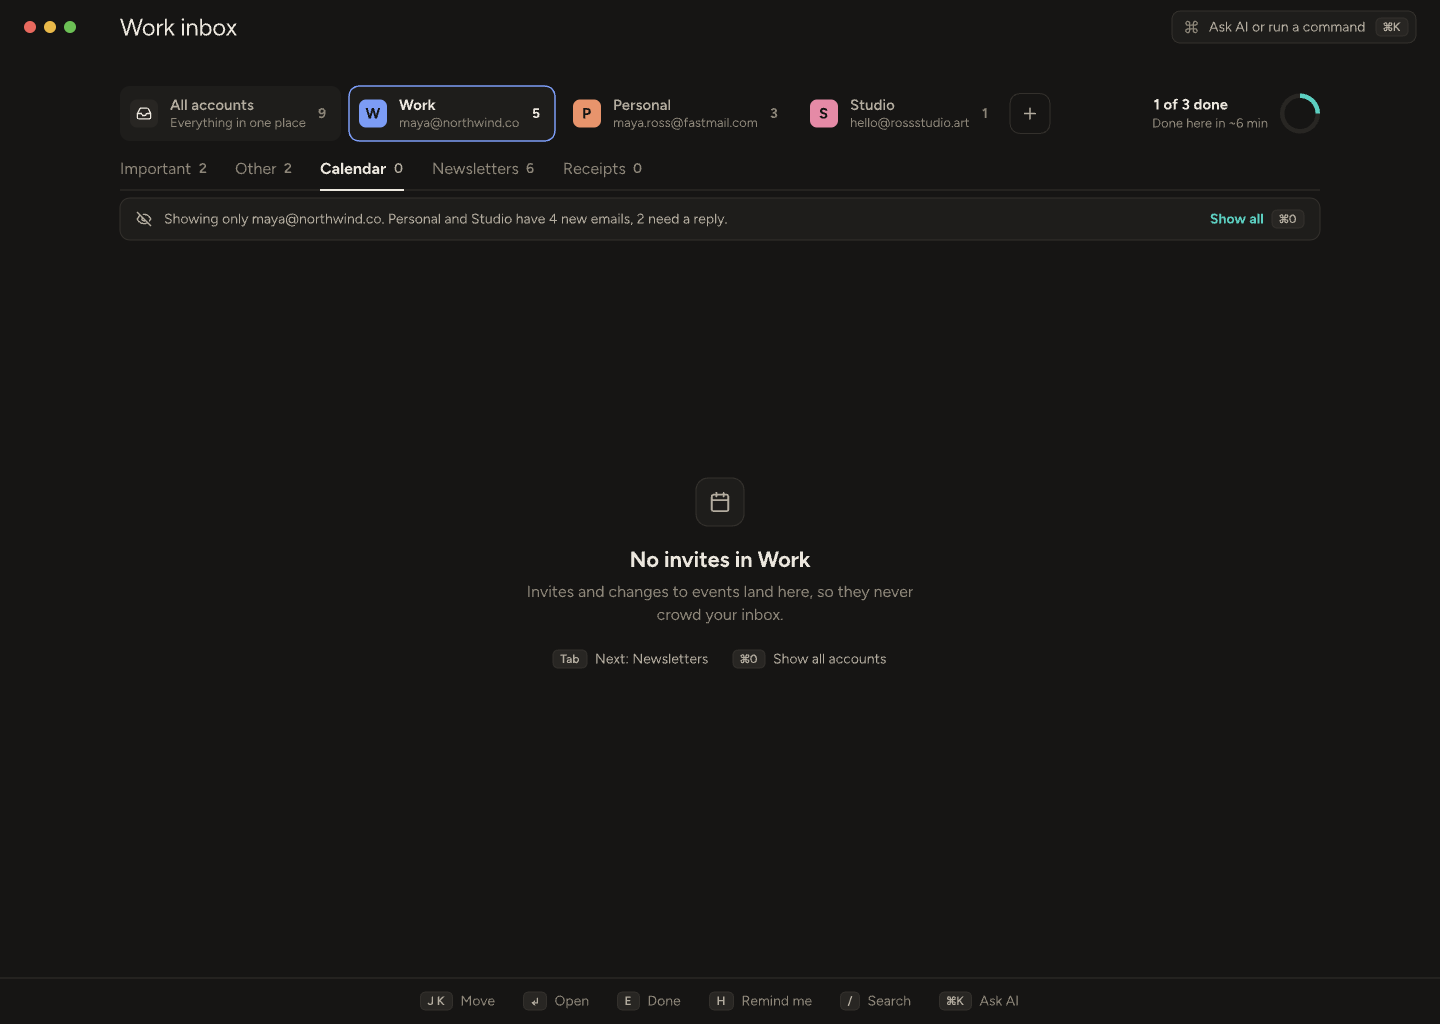 Work inbox
⌘ Ask AI or run a command ⌘K
All accounts
Everything in one place
9
W
Work
maya@northwind.co
5
P
Personal
maya.ross@fastmail.com
3
S
Studio
hello@rossstudio.art
1
+
1 of 3 done
Done here in ~6 min
Important 2 Other 2 Calendar 0 Newsletters 6 Receipts 0
Showing only maya@northwind.co. Personal and Studio have 4 new emails, 2 need a reply. Show all ⌘0
No invites in Work
Invites and changes to events land here, so they never
crowd your inbox.
Tab Next: Newsletters ⌘0 Show all accounts
J K Move ↲ Open E Done H Remind me / Search ⌘K Ask AI